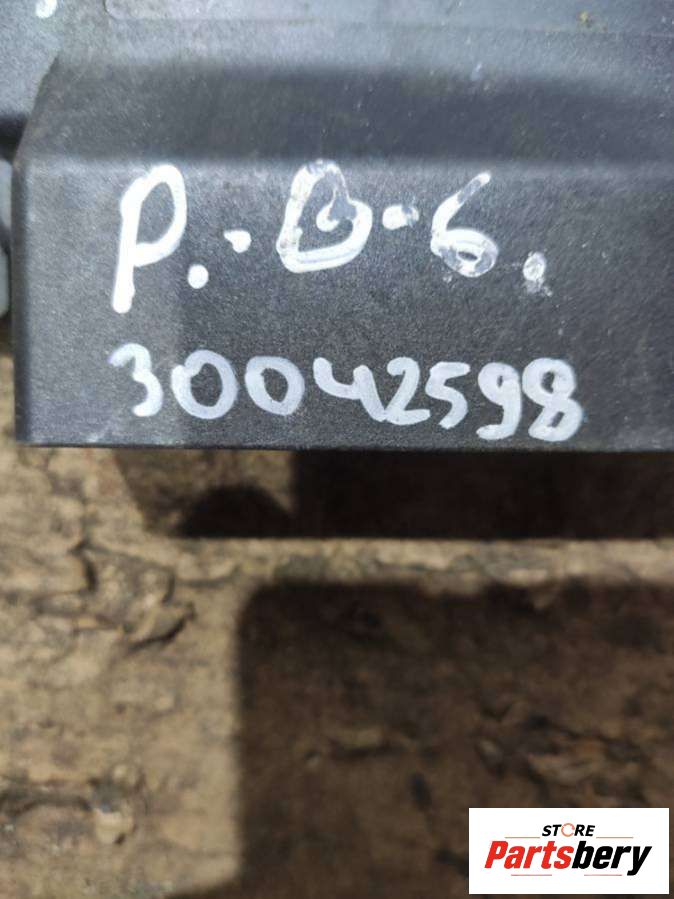 P.-B-6.
30042598
STORE
Partsbery